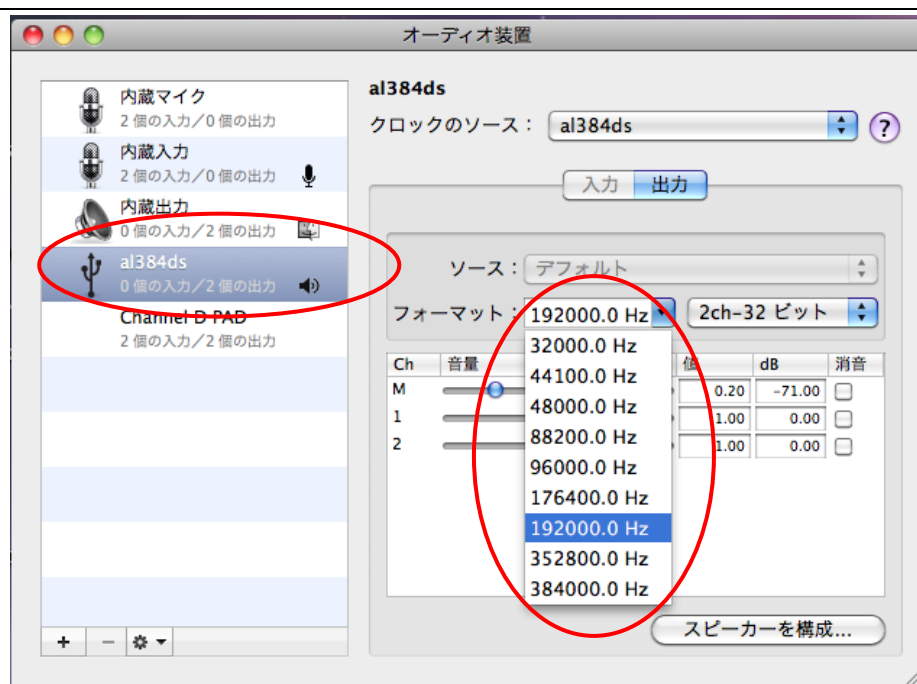 オーディオ装置
内蔵マイク
2 個の入力／0 個の出力
内蔵入力
2 個の入力／0 個の出力
内蔵出力
0 個の入力／2 個の出力
al384ds
0 個の入力／2 個の出力
Channel D PAD
2 個の入力／2 個の出力
+ −
al384ds
クロックのソース： al384ds ?
入力 出力
ソース： デフォルト
フォーマット： 192000.0 Hz 2ch-32 ビット
32000.0 Hz
44100.0 Hz
48000.0 Hz
88200.0 Hz
96000.0 Hz
176400.0 Hz
192000.0 Hz
352800.0 Hz
384000.0 Hz
Ch 音量 値 dB 消音
M 0.20 -71.00
1 1.00 0.00
2 1.00 0.00
スピーカーを構成...